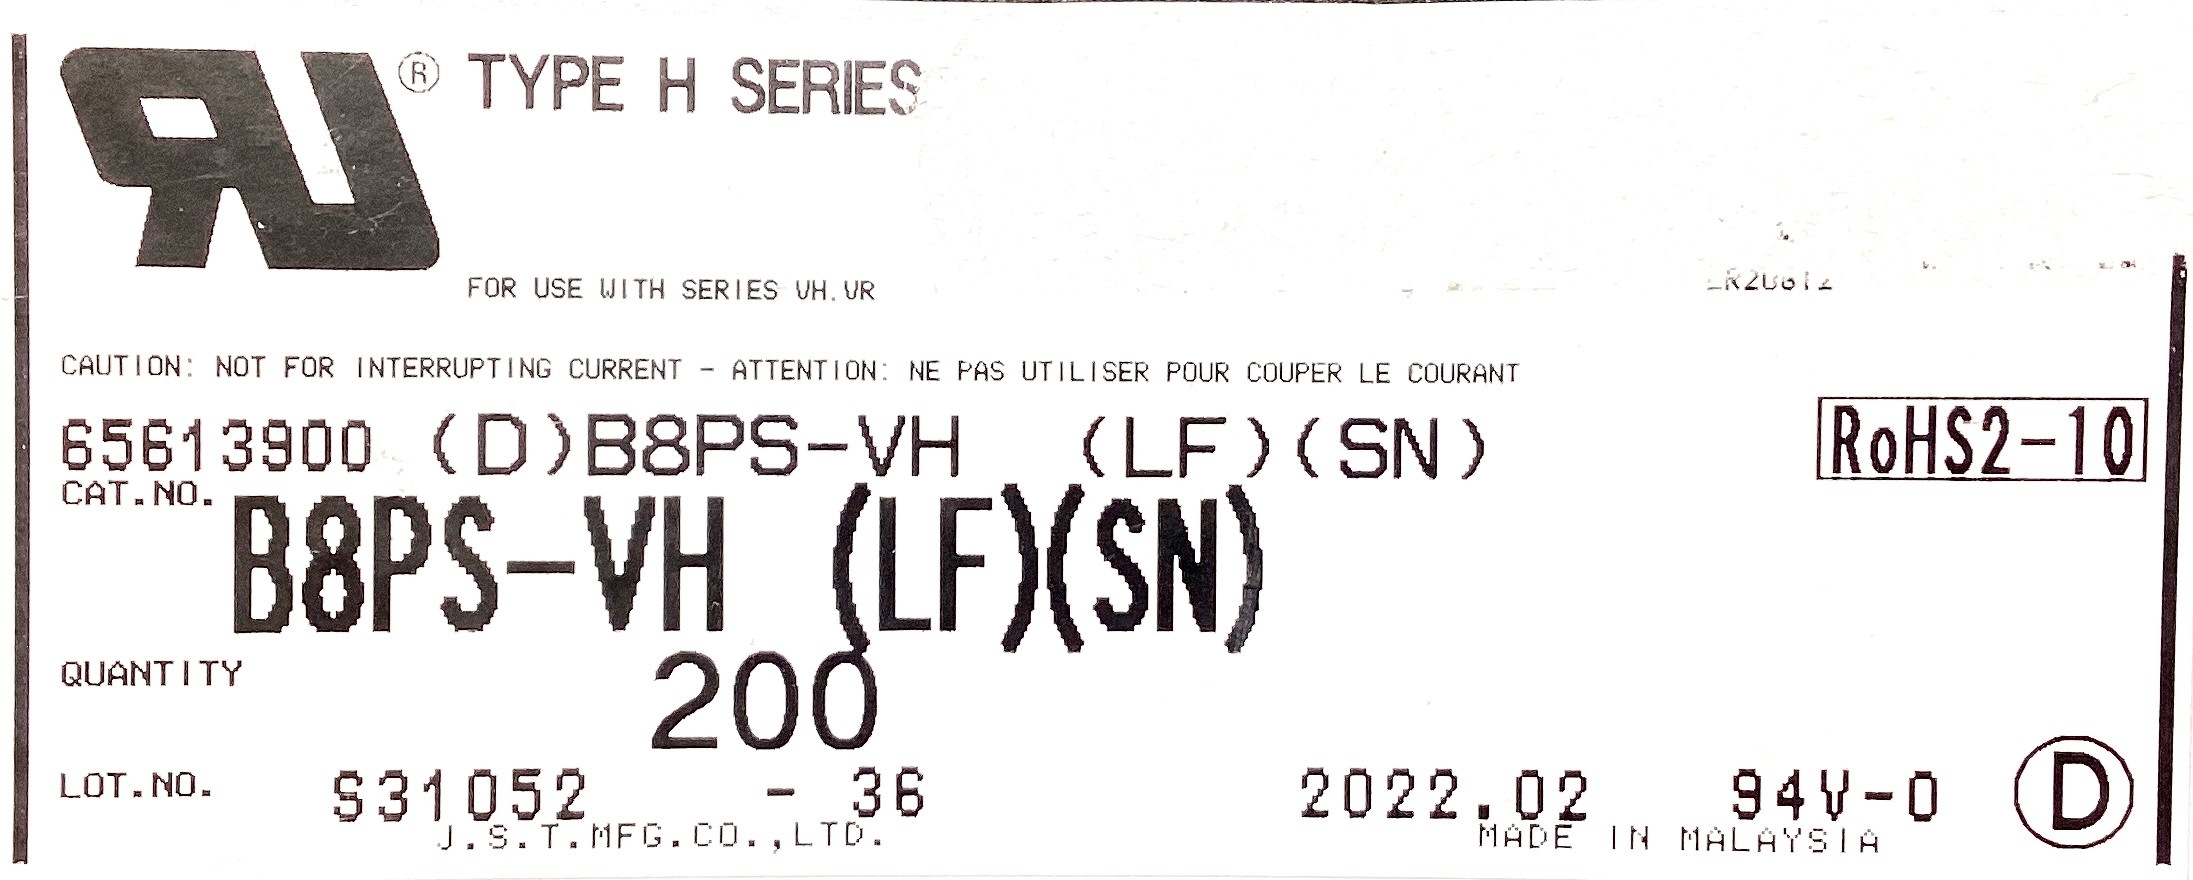 ® TYPE H SERIES
FOR USE WITH SERIES VH.VR
CAUTION: NOT FOR INTERRUPTING CURRENT - ATTENTION: NE PAS UTILISER POUR COUPER LE COURANT
65613900 (D)B8PS-VH (LF)(SN) RoHS2-10
CAT.NO. B8PS-VH (LF)(SN)
QUANTITY 200
LOT.NO. S31052 - 36 2022.02 94V-0 D
J.S.T.MFG.CO.,LTD. MADE IN MALAYSIA